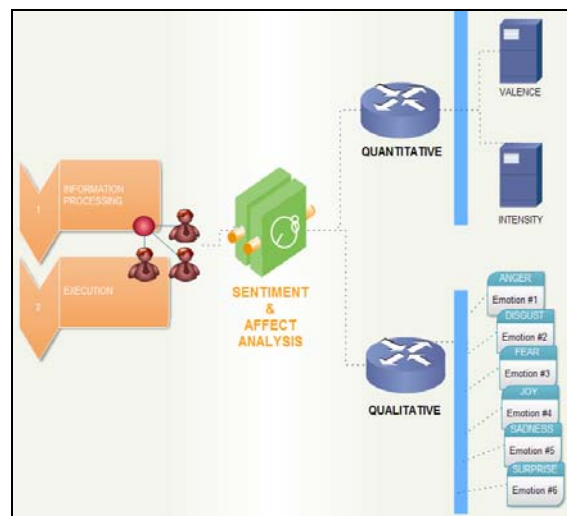 1
INFORMATION
PROCESSING
2
EXECUTION
SENTIMENT
&
AFFECT
ANALYSIS
QUANTITATIVE
VALENCE
INTENSITY
QUALITATIVE
ANGER
Emotion #1
DISGUST
Emotion #2
FEAR
Emotion #3
JOY
Emotion #4
SADNESS
Emotion #5
SURPRISE
Emotion #6